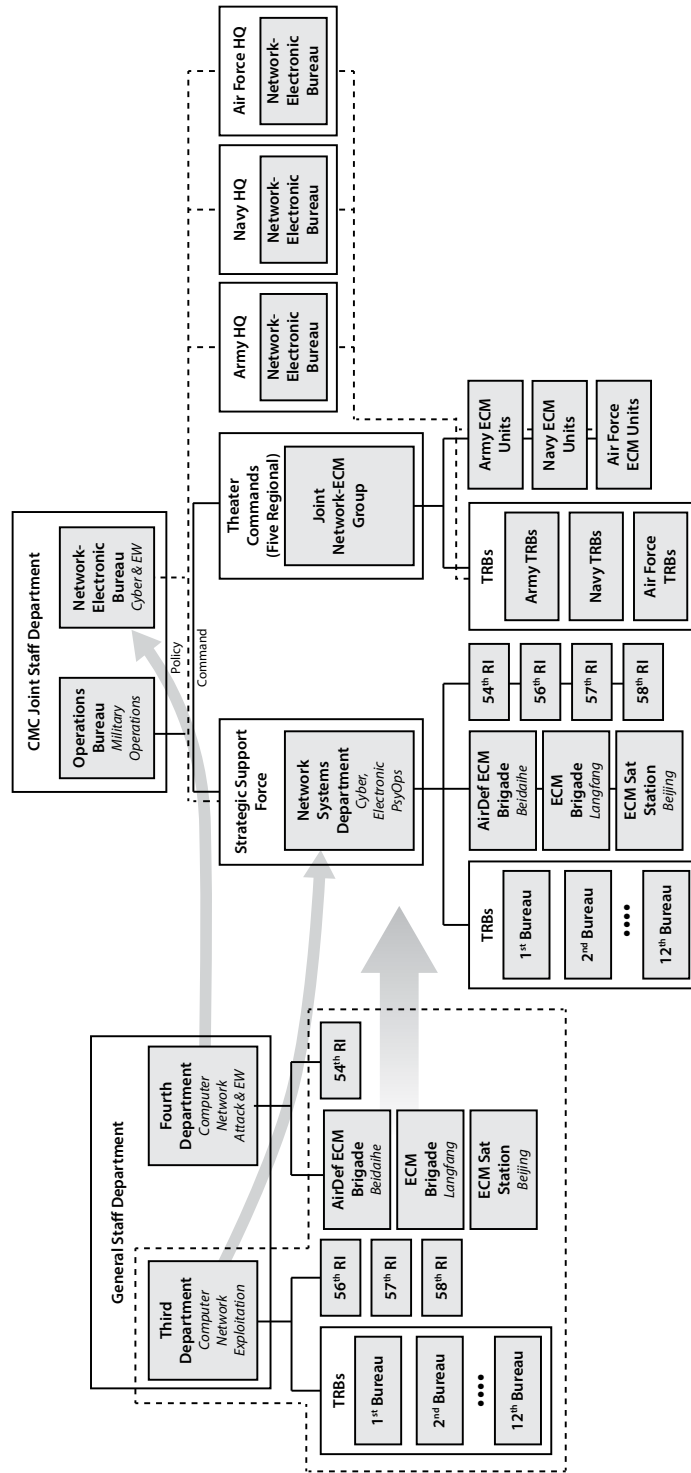 General Staff Department
Third
Department
Computer
Network
Exploitation
Fourth
Department
Computer
Network
Attack & EW
TRBs
1st Bureau
2nd Bureau
••••
12th Bureau
56th RI
57th RI
58th RI
AirDef ECM
Brigade
Beidaihe
ECM
Brigade
Langfang
ECM Sat
Station
Beijing
54th RI
CMC Joint Staff Department
Operations
Bureau
Military
Operations
Network-
Electronic
Bureau
Cyber & EW
Policy
Command
Strategic Support
Force
Network
Systems
Department
Cyber,
Electronic
PsyOps
TRBs
1st Bureau
2nd Bureau
••••
12th Bureau
AirDef ECM
Brigade
Beidaihe
ECM
Brigade
Langfang
ECM Sat
Station
Beijing
54th RI
56th RI
57th RI
58th RI
Theater
Commands
(Five Regional)
Joint
Network-ECM
Group
TRBs
Army TRBs
Navy TRBs
Air Force
TRBs
Army ECM
Units
Navy ECM
Units
Air Force
ECM Units
Army HQ
Network-
Electronic
Bureau
Navy HQ
Network-
Electronic
Bureau
Air Force HQ
Network-
Electronic
Bureau